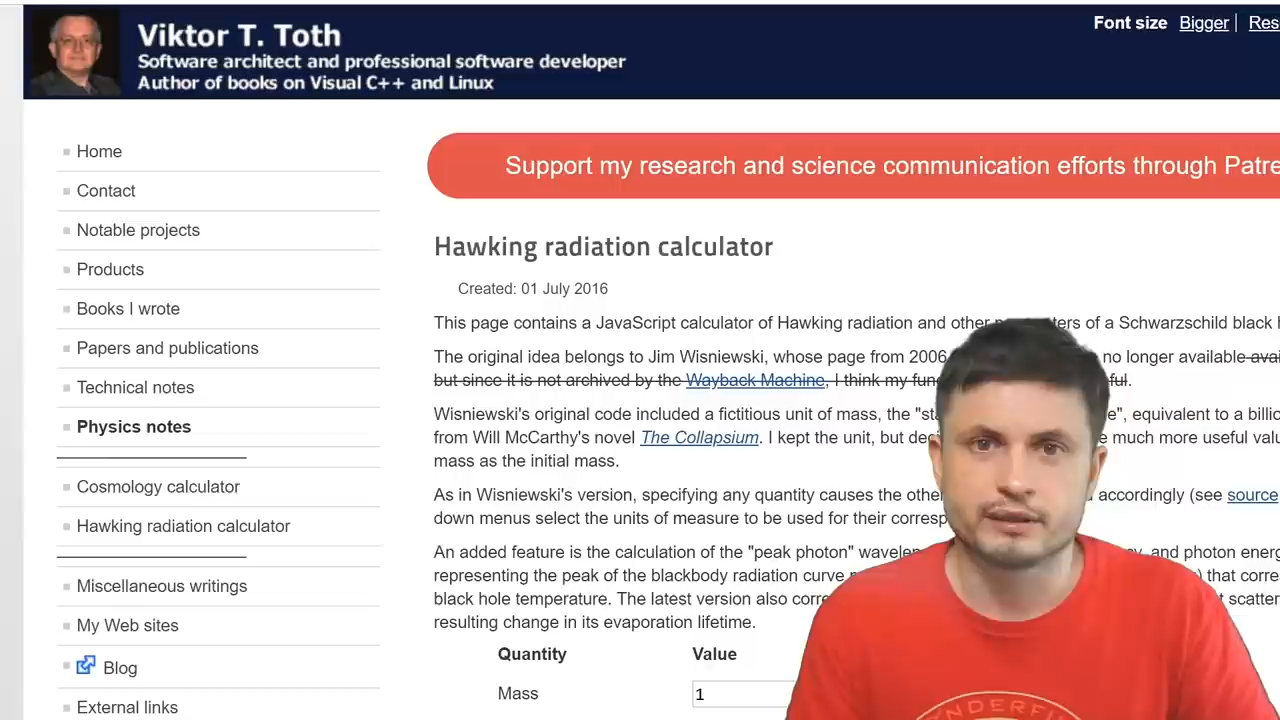 Viktor T. Toth
Software architect and professional software developer
Author of books on Visual C++ and Linux
Font size Bigger
Home
Contact
Notable projects
Products
Books I wrote
Papers and publications
Technical notes
Physics notes
Cosmology calculator
Hawking radiation calculator
Miscellaneous writings
My Web sites
Blog
External links
Support my research and science communication efforts through
Hawking radiation calculator
Created: 01 July 2016
This page contains a JavaScript calculator of Hawking radiation and other of a Schwarzschild black
The original idea belongs to Jim Wisniewski, whose page from 2006 no longer available
but since it is not archived by the Wayback Machine, I think my
Wisniewski's original code included a fictitious unit of mass, the equivalent to a
from Will McCarthy's novel The Collapsium. I kept the unit, but much more useful
mass as the initial mass.
As in Wisniewski's version, specifying any quantity causes the accordingly (see source
down menus select the units of measure to be used for their
An added feature is the calculation of the "peak photon" and photon
representing the peak of the blackbody radiation curve that
black hole temperature. The latest version also
resulting change in its evaporation lifetime.
Quantity Value
Mass 1